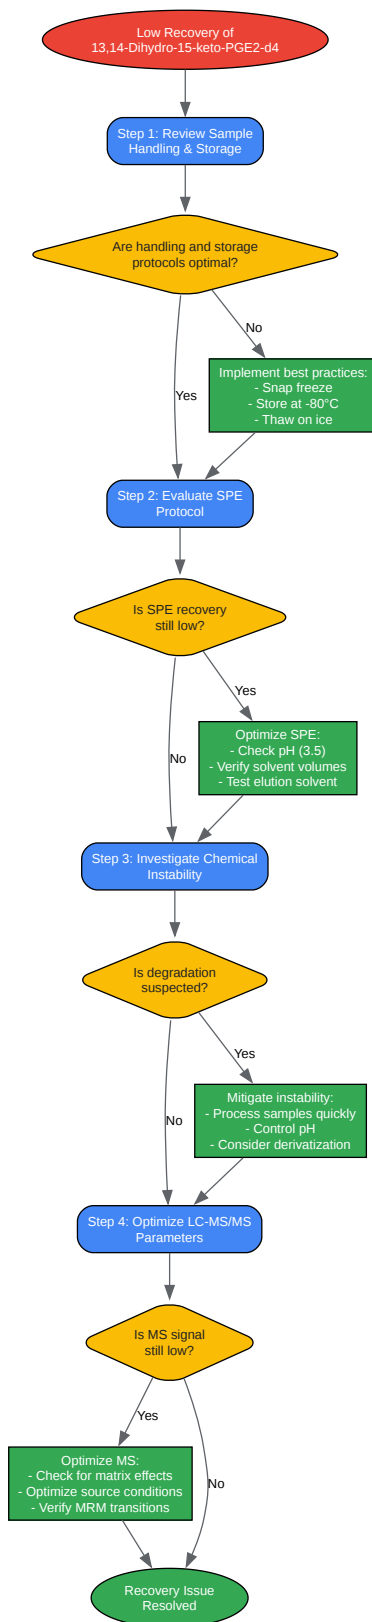 Low Recovery of
13,14-Dihydro-15-keto-PGE2-d4
Step 1: Review Sample
Handling & Storage
Are handling and storage
protocols optimal?
No
Implement best practices:
- Snap freeze
- Store at -80°C
- Thaw on ice
Yes
Step 2: Evaluate SPE
Protocol
Is SPE recovery
still low?
Yes
Optimize SPE:
- Check pH (3.5)
- Verify solvent volumes
- Test elution solvent
No
Step 3: Investigate Chemical
Instability
Is degradation
suspected?
Yes
Mitigate instability:
- Process samples quickly
- Control pH
- Consider derivatization
No
Step 4: Optimize LC-MS/MS
Parameters
Is MS signal
still low?
Yes
Optimize MS:
- Check for matrix effects
- Optimize source conditions
- Verify MRM transitions
No
Recovery Issue
Resolved